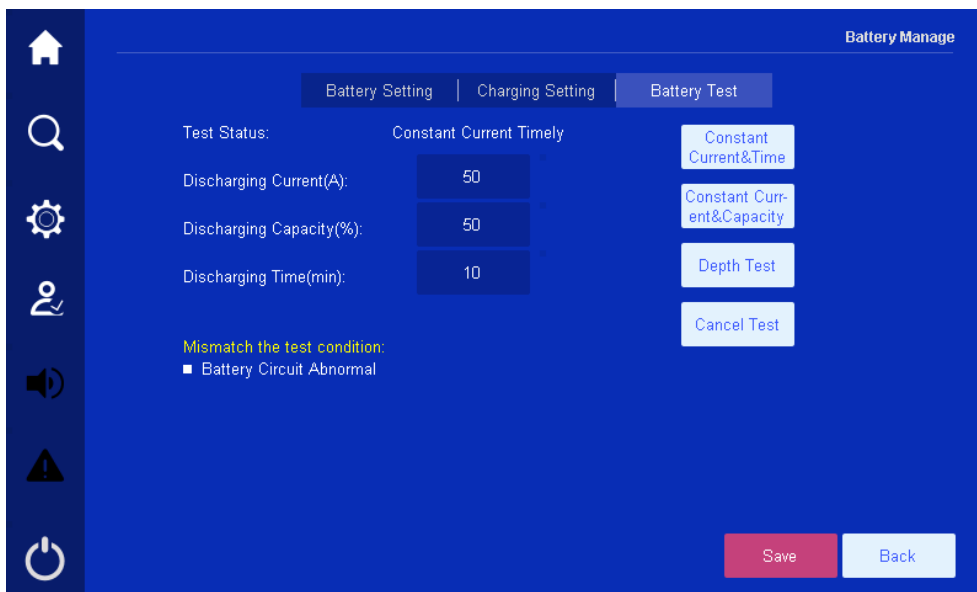 Battery Manage
Battery Setting
Charging Setting
Battery Test
Test Status:
Constant Current Timely
Constant
Current&Time
Discharging Current(A):
50
Constant Curr-
ent&Capacity
Discharging Capacity(%):
50
Depth Test
Discharging Time(min):
10
Cancel Test
Mismatch the test condition:
Battery Circuit Abnormal
Save
Back